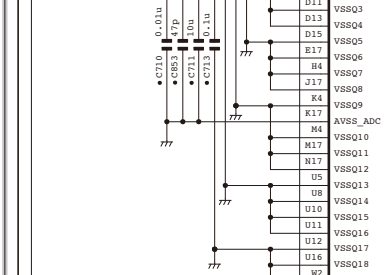 D11 VSSQ3
D13 VSSQ4
D15 VSSQ5
E17 VSSQ6
H4 VSSQ7
J17 VSSQ8
K4 VSSQ9
K17 AVSS_ADC
M4 VSSQ10
M17 VSSQ11
N17 VSSQ12
U5 VSSQ13
U8 VSSQ14
U10 VSSQ15
U11 VSSQ16
U12 VSSQ17
U16 VSSQ18
W2
0.01u
C710
47p
C853
10u
C711
0.1u
C713